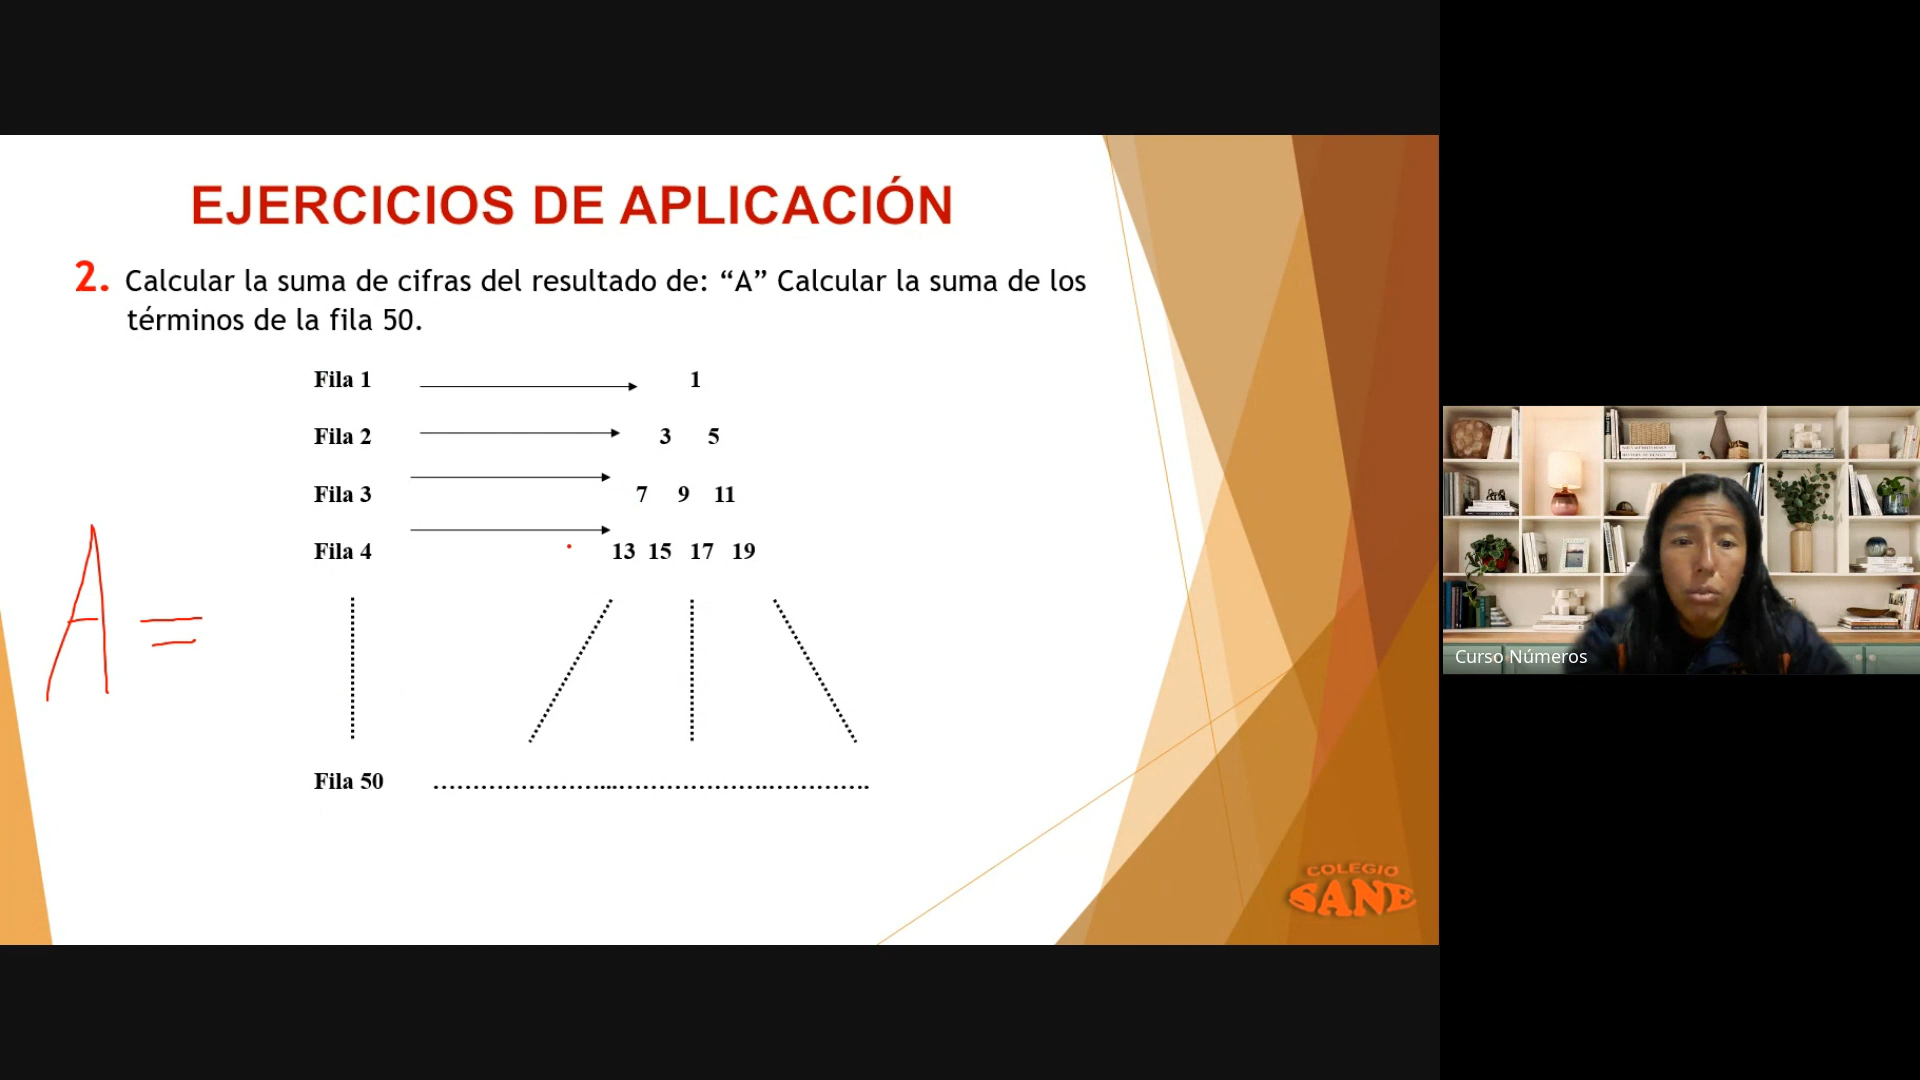 EJERCICIOS DE APLICACIÓN
2. Calcular la suma de cifras del resultado de: “A” Calcular la suma de los
términos de la fila 50.
Fila 1 1
Fila 2 3 5
Fila 3 7 9 11
Fila 4 13 15 17 19
A =
Fila 50
COLEGIO
SANE
Curso Números